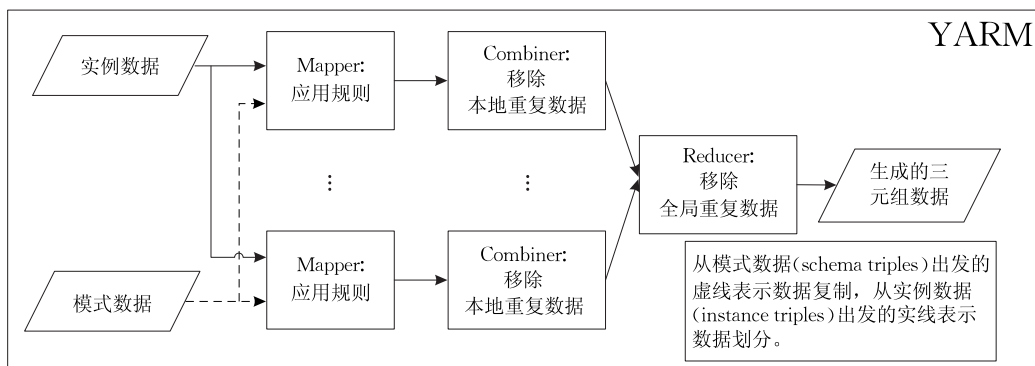 YARM
实例数据
Mapper:
应用规则
Combiner:
移除
本地重复数据
Reducer:
移除
全局重复数据
生成的三
元组数据
⋮
⋮
模式数据
Mapper:
应用规则
Combiner:
移除
本地重复数据
从模式数据(schema triples)出发的
虚线表示数据复制，从实例数据
(instance triples)出发的实线表示
数据划分。